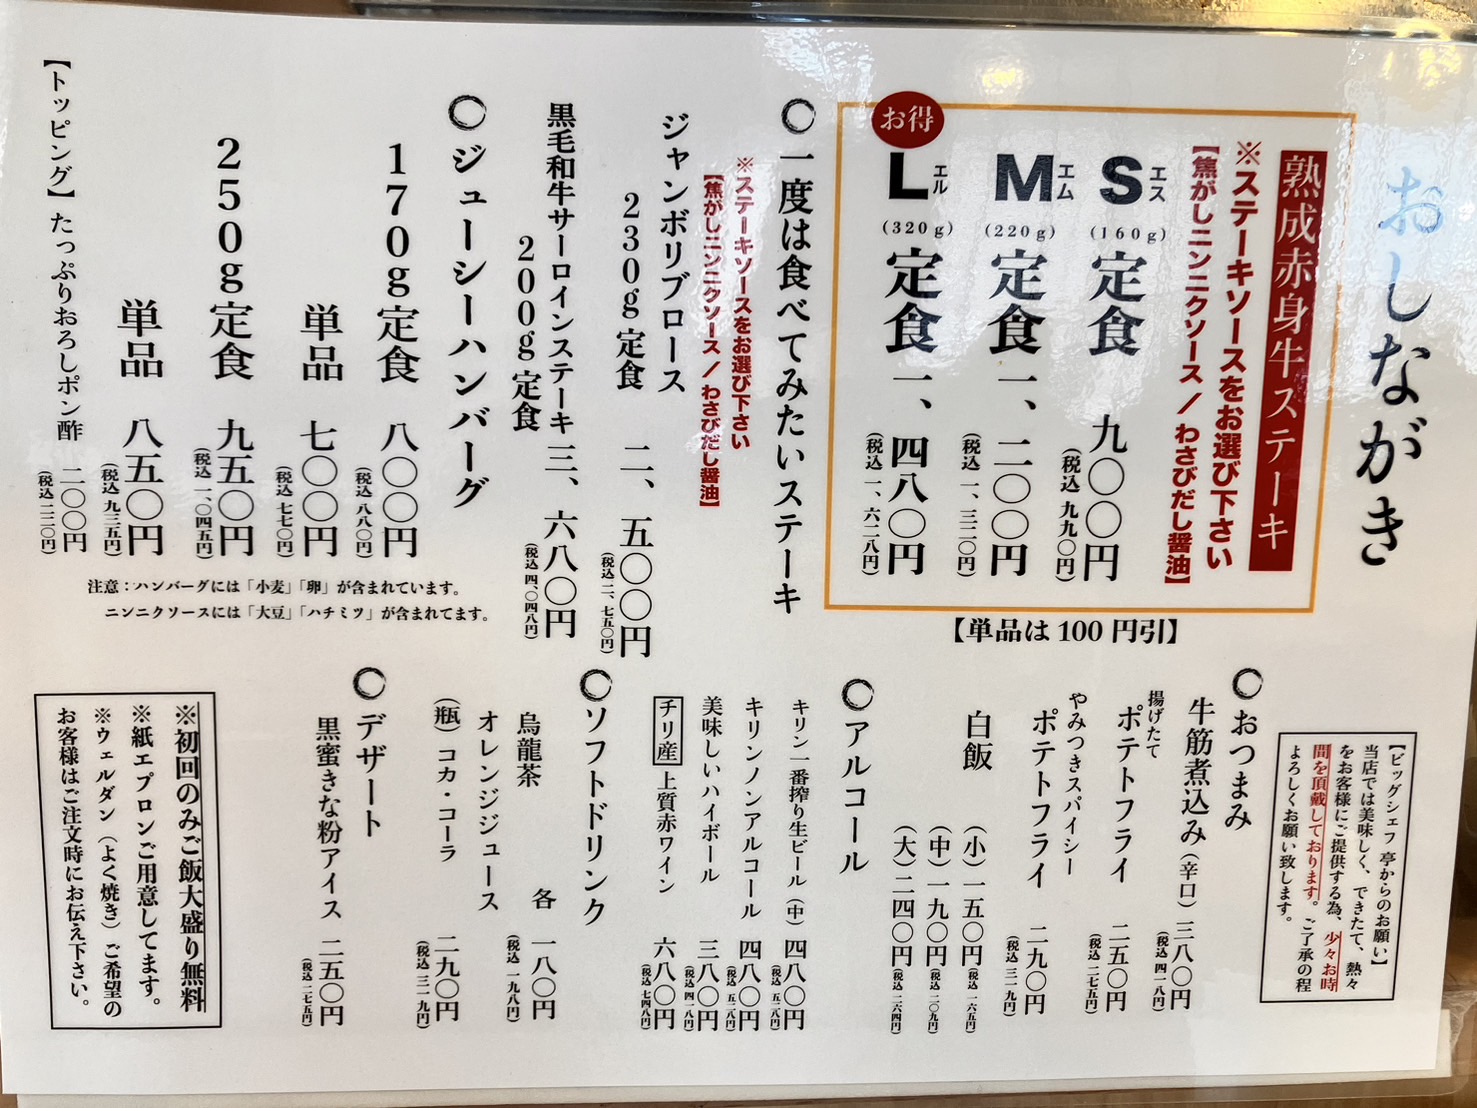 おしながき
熟成赤身牛ステーキ
※ステーキソースをお選び下さい
【焦がしニンニクソース／わさびだし醤油】
Sエス(160g)定食 九〇〇円
(税込 九九〇円)
Mエム(220g)定食 一、二〇〇円
(税込 一、三二〇円)
お得
Lエル(320g)定食 一、四八〇円
(税込 一、六二八円)
【単品は100円引】
〇一度は食べてみたいステーキ
※ステーキソースをお選び下さい
【焦がしニンニクソース／わさびだし醤油】
ジャンボリブロース
230g定食 二、五〇〇円
(税込 二、七五〇円)
黒毛和牛サーロインステーキ
200g定食 三、六八〇円
(税込 四、〇四八円)
〇ジューシーハンバーグ
170g定食 八〇〇円
(税込 八八〇円)
単品 七〇〇円
(税込 七七〇円)
250g定食 九五〇円
(税込 一、〇四五円)
単品 八五〇円
(税込 九三五円)
【トッピング】たっぷりおろしポン酢 二〇〇円
(税込 二二〇円)
注意：ハンバーグには「小麦」「卵」が含まれています。
ニンニクソースには「大豆」「ハチミツ」が含まれてます。
【ビッグシェフ 亭からのお願い】
当店では美味しく、できたて、熱々
をお客様にご提供する為、少々お時
間を頂戴しております。ご了承の程
よろしくお願い致します。
〇おつまみ
牛筋煮込み(辛口) 三八〇円
(税込 四一八円)
揚げたて
ポテトフライ 二五〇円
(税込 二七五円)
やみつきスパイシー
ポテトフライ 二九〇円
(税込 三一九円)
白飯 (小)一五〇円(税込 一六五円)
(中)一九〇円(税込 二〇九円)
(大)二四〇円(税込 二六四円)
〇アルコール
キリン一番搾り生ビール(中) 四八〇円
(税込 五二八円)
キリンノンアルコール 四八〇円
(税込 五二八円)
美味しいハイボール 三八〇円
(税込 四一八円)
チリ産 上質赤ワイン 六八〇円
(税込 七四八円)
〇ソフトドリンク
烏龍茶
オレンジジュース
各 一八〇円
(税込 一九八円)
(瓶)コカ・コーラ 二九〇円
(税込 三一九円)
〇デザート
黒蜜きな粉アイス 二五〇円
(税込 二七五円)
※初回のみご飯大盛り無料
※紙エプロンご用意してます。
※ウェルダン（よく焼き）ご希望の
お客様はご注文時にお伝え下さい。